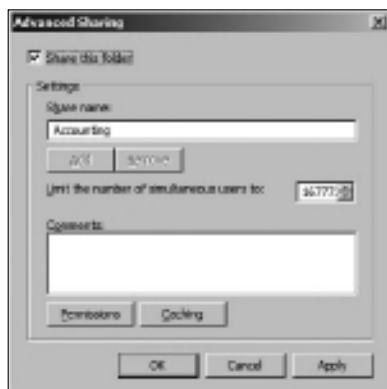 Advanced Sharing
Share this folder
Settings
Share name:
Accounting
Add Remove
Limit the number of simultaneous users to: 16777
Comments:
Permissions Caching
OK Cancel Apply